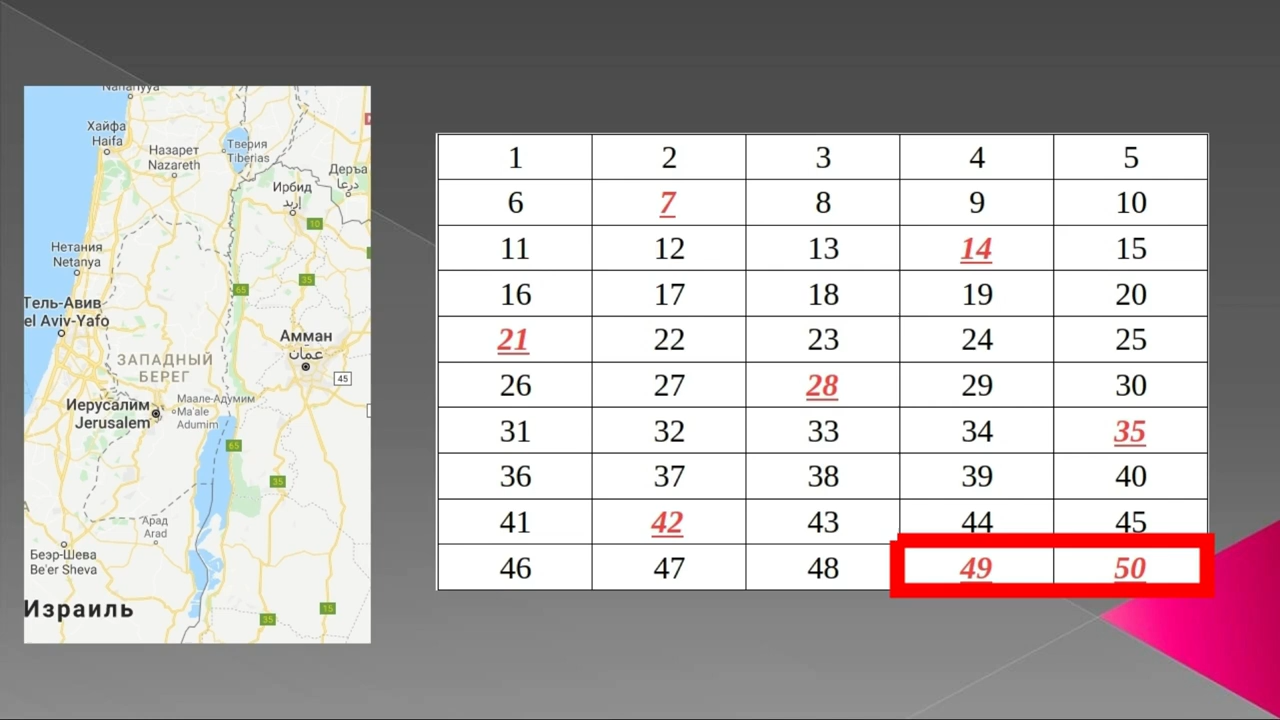 Nahariyya
Хайфа
Haifa
Назарет
Nazareth
Тверия
Tiberias
Деръа
درعا
Ирбид
إربد
10
Нетания
Netanya
35
65
Тель-Авив
el Aviv-Yafo
Амман
عمان
ЗАПАДНЫЙ
БЕРЕГ
45
Маале-Адумим
Ma'ale
Adumim
Иерусалим
Jerusalem
65
35
Арад
Arad
Беэр-Шева
Be'er Sheva
Израиль
15
35
1 2 3 4 5
6 7 8 9 10
11 12 13 14 15
16 17 18 19 20
21 22 23 24 25
26 27 28 29 30
31 32 33 34 35
36 37 38 39 40
41 42 43 44 45
46 47 48 49 50